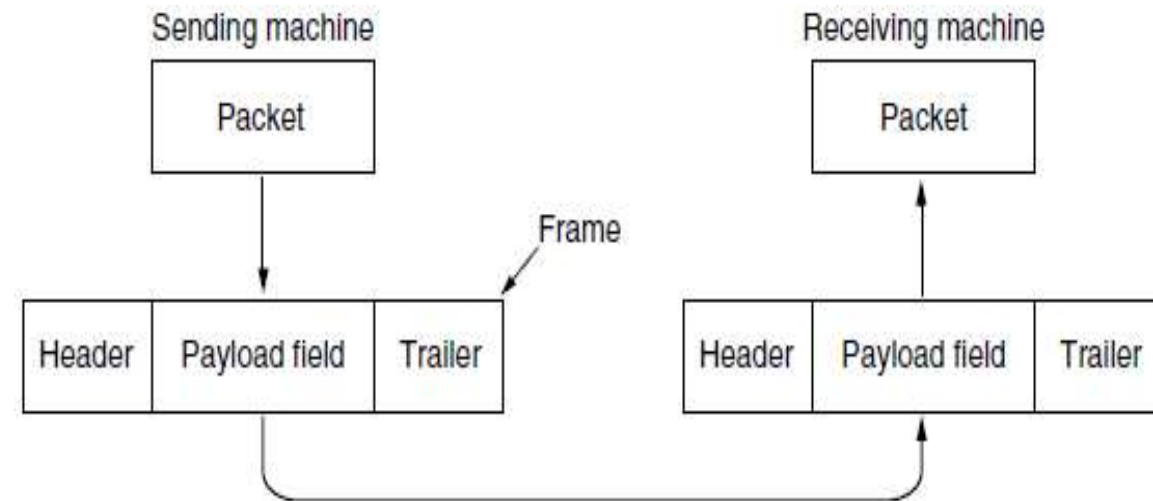 Sending machine
Receiving machine
Packet
Packet
Frame
Header
Payload field
Trailer
Header
Payload field
Trailer